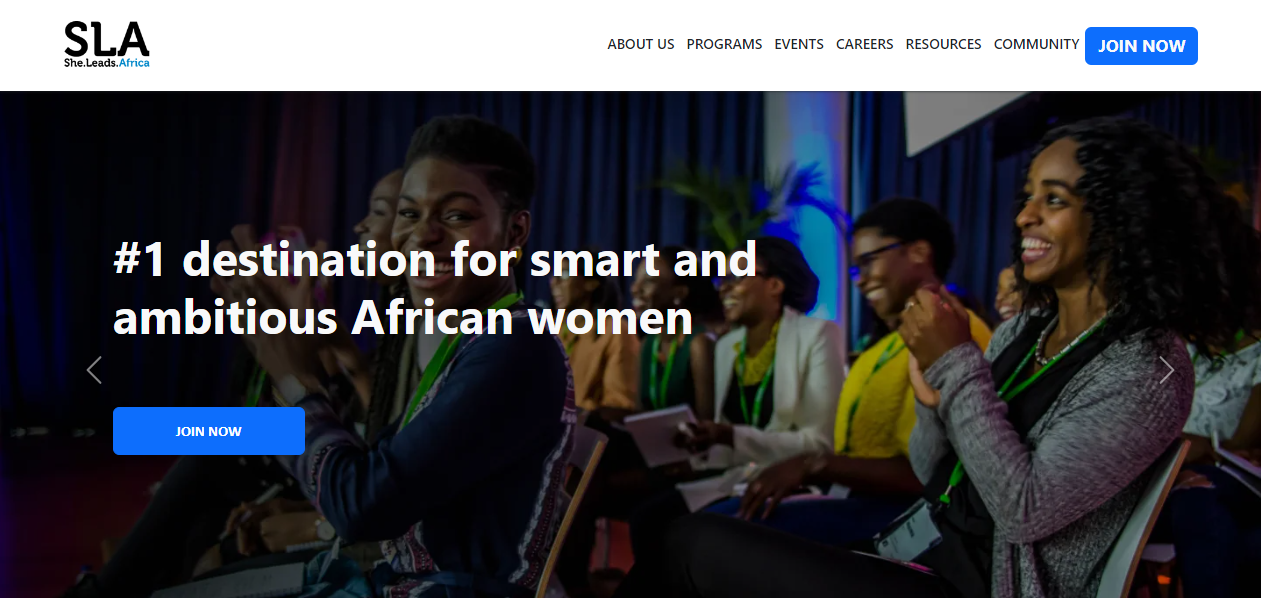 SLA
She.Leads.Africa
ABOUT US PROGRAMS EVENTS CAREERS RESOURCES COMMUNITY JOIN NOW
#1 destination for smart and
ambitious African women
JOIN NOW